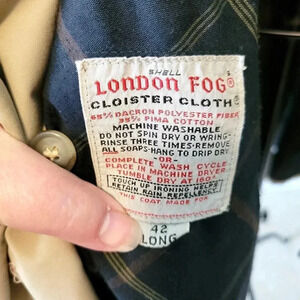 SHELL
LONDON FOG®
CLOISTER CLOTH®
65% DACRON POLYESTER FIBER
35% PIMA COTTON
MACHINE WASHABLE
DO NOT SPIN DRY OR WRING-
RINSE THREE TIMES-REMOVE
ALL SOAPS-HANG TO DRIP DRY
-OR-
COMPLETE WASH CYCLE
PLACE IN MACHINE DRYER
TUMBLE DRY AT 160°
TOUCH UP IRONING HELPS
RETAIN RAIN REPELLENCY
THIS COAT MADE FOR
42
LONG